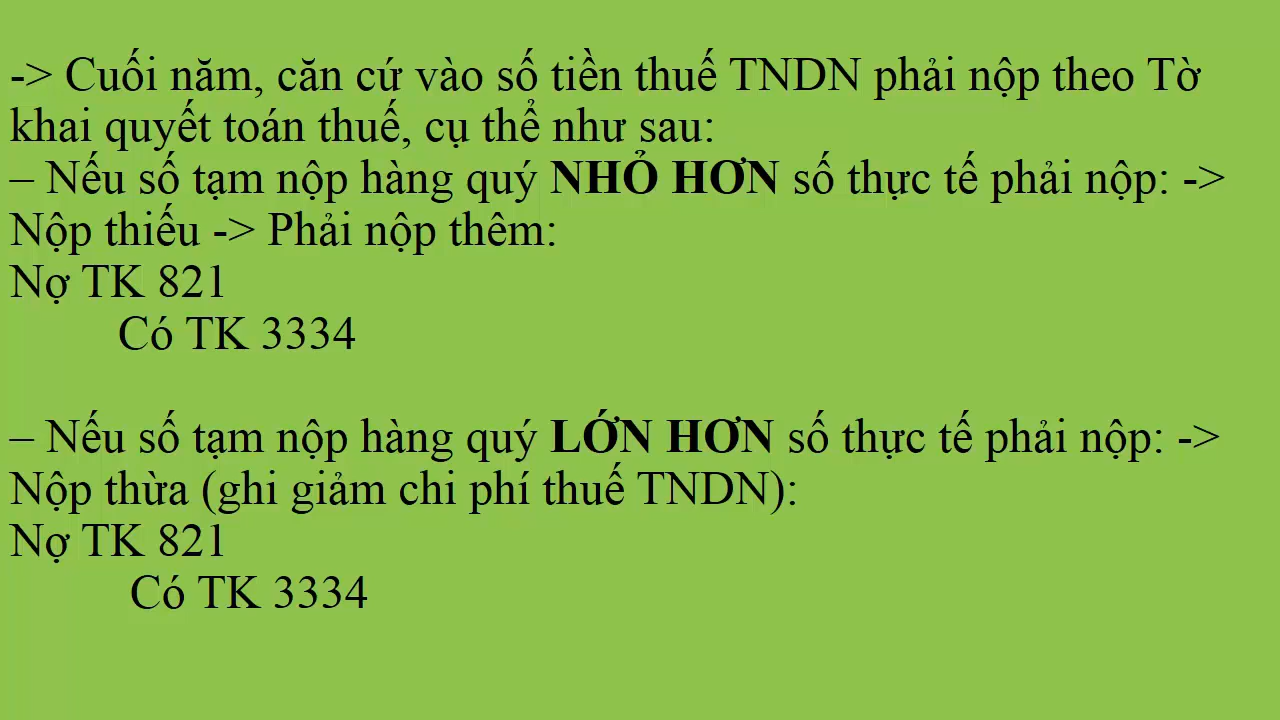 -> Cuối năm, căn cứ vào số tiền thuế TNDN phải nộp theo Tờ
khai quyết toán thuế, cụ thể như sau:
– Nếu số tạm nộp hàng quý NHỎ HƠN số thực tế phải nộp: ->
Nộp thiếu -> Phải nộp thêm:
Nợ TK 821
Có TK 3334
– Nếu số tạm nộp hàng quý LỚN HƠN số thực tế phải nộp: ->
Nộp thừa (ghi giảm chi phí thuế TNDN):
Nợ TK 821
Có TK 3334